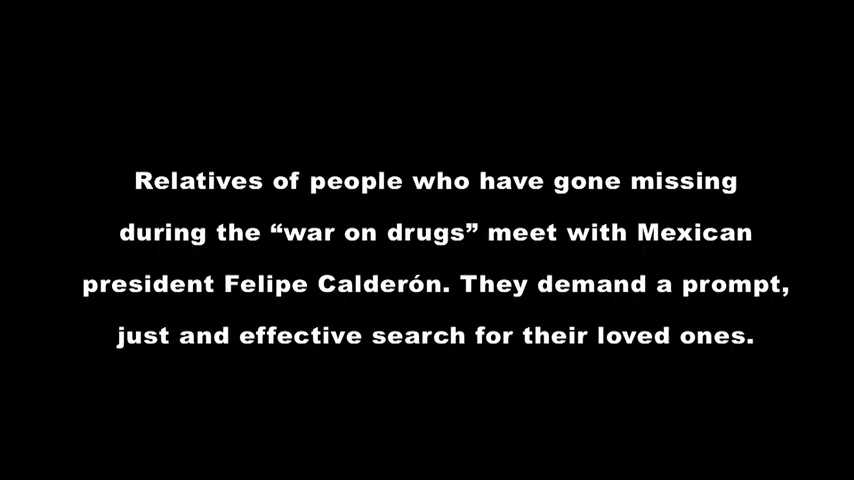 Relatives of people who have gone missing
during the “war on drugs” meet with Mexican
president Felipe Calderón. They demand a prompt,
just and effective search for their loved ones.